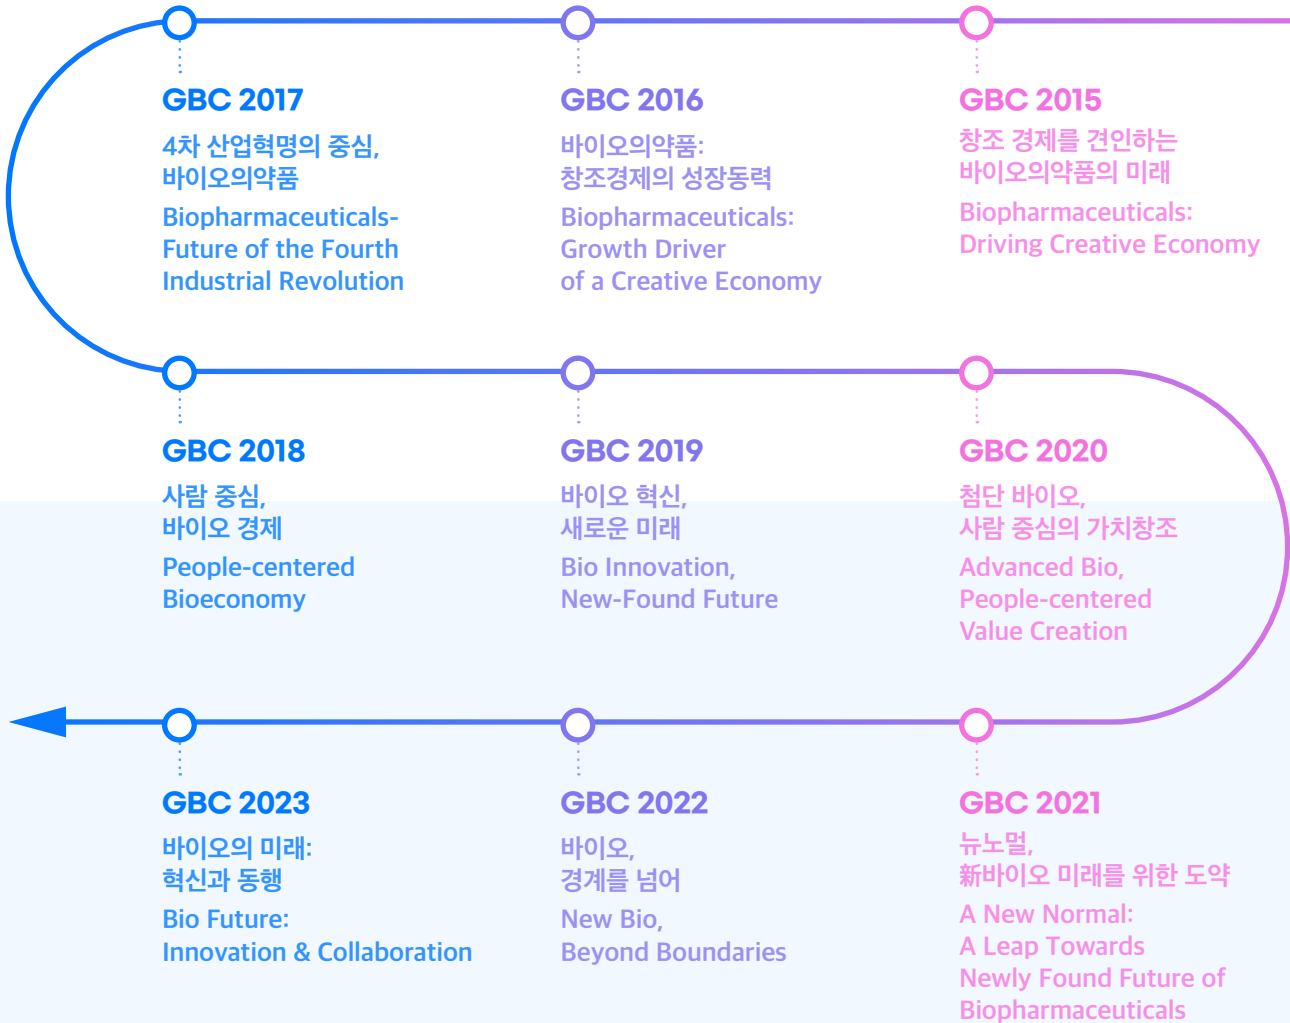 GBC 2017
4차 산업혁명의 중심,
바이오의약품
Biopharmaceuticals-
Future of the Fourth
Industrial Revolution
GBC 2016
바이오의약품:
창조경제의 성장동력
Biopharmaceuticals:
Growth Driver
of a Creative Economy
GBC 2015
창조 경제를 견인하는
바이오의약품의 미래
Biopharmaceuticals:
Driving Creative Economy
GBC 2018
사람 중심,
바이오 경제
People-centered
Bioeconomy
GBC 2019
바이오 혁신,
새로운 미래
Bio Innovation,
New-Found Future
GBC 2020
첨단 바이오,
사람 중심의 가치창조
Advanced Bio,
People-centered
Value Creation
GBC 2023
바이오의 미래:
혁신과 동행
Bio Future:
Innovation & Collaboration
GBC 2022
바이오,
경계를 넘어
New Bio,
Beyond Boundaries
GBC 2021
뉴노멀,
新바이오 미래를 위한 도약
A New Normal:
A Leap Towards
Newly Found Future of
Biopharmaceuticals